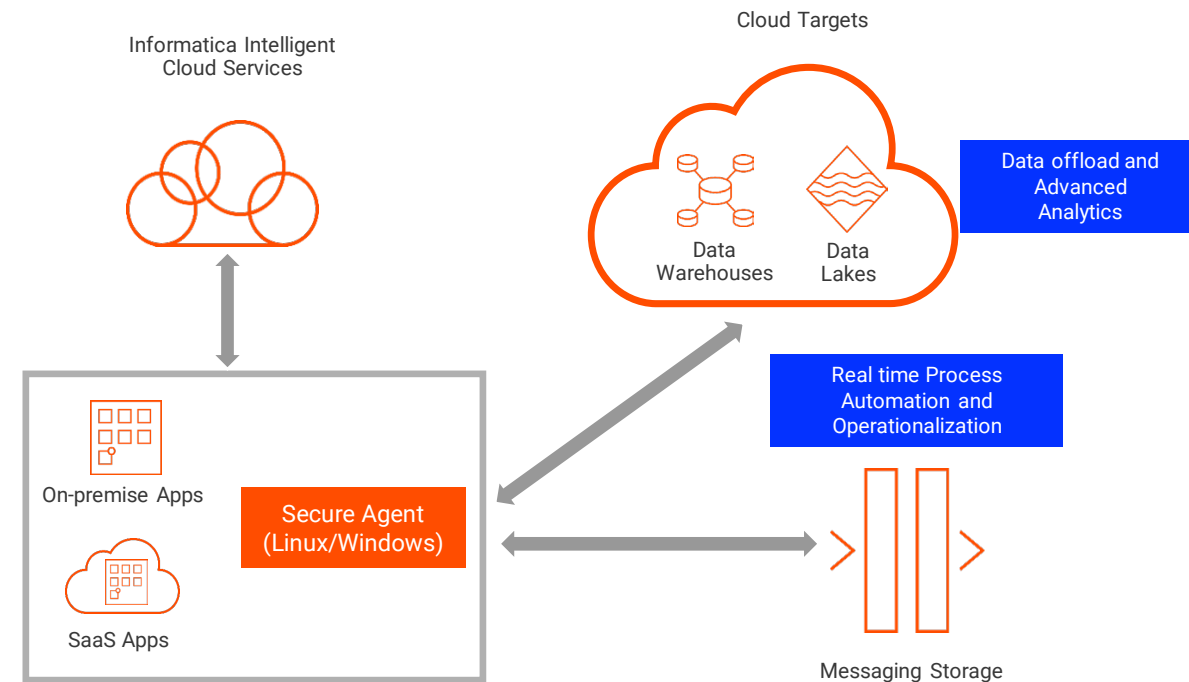 Informatica Intelligent
Cloud Services
Cloud Targets
Data
Warehouses
Data
Lakes
Data offload and
Advanced
Analytics
Real time Process
Automation and
Operationalization
On-premise Apps
Secure Agent
(Linux/Windows)
SaaS Apps
Messaging Storage